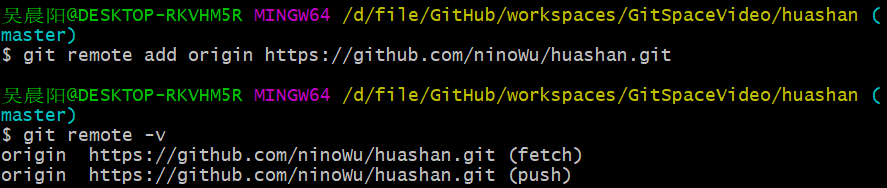 吴晨阳@DESKTOP-RKVHM5R MINGW64 /d/file/GitHub/workspaces/GitSpaceVideo/huashan (
master)
$ git remote add origin https://github.com/ninoWu/huashan.git
吴晨阳@DESKTOP-RKVHM5R MINGW64 /d/file/GitHub/workspaces/GitSpaceVideo/huashan (
master)
$ git remote -v
origin  https://github.com/ninoWu/huashan.git (fetch)
origin  https://github.com/ninoWu/huashan.git (push)